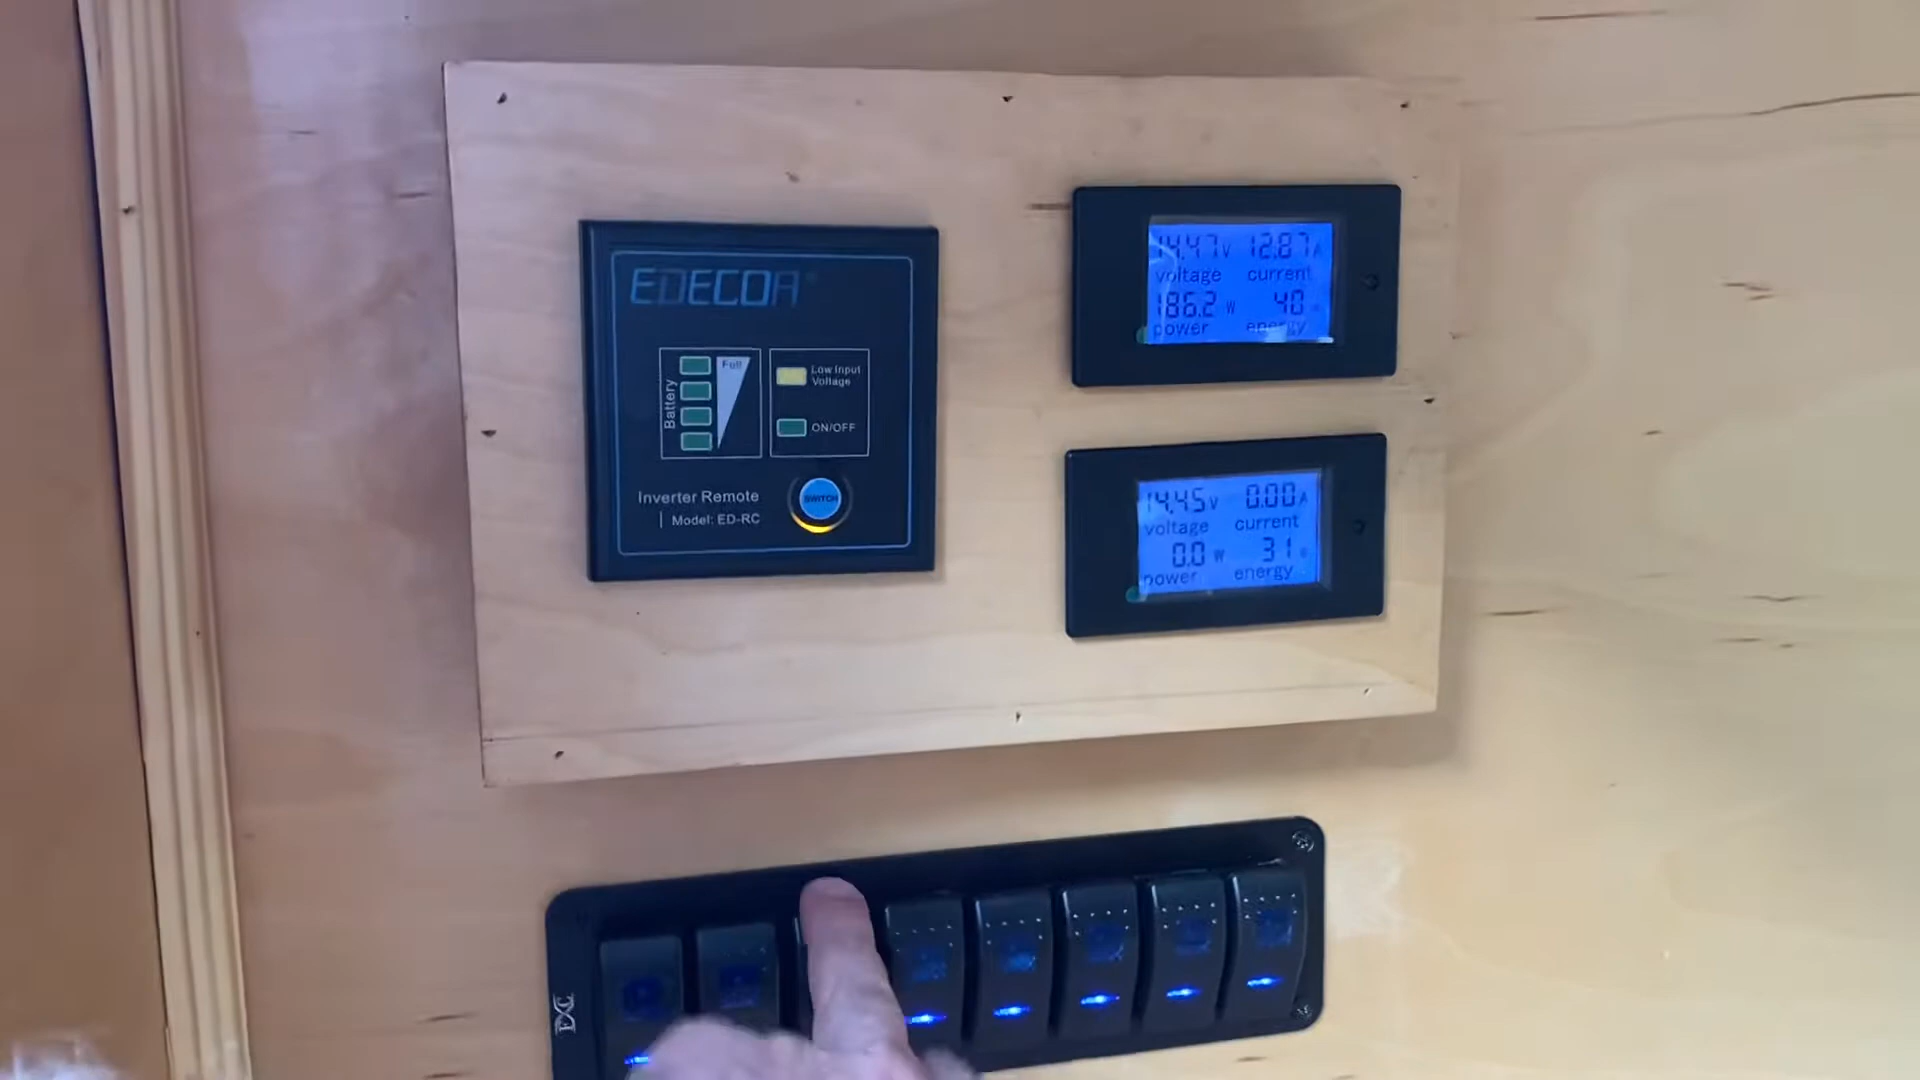 EDECOA®
Battery
Full
Low Input
Voltage
ON/OFF
SWITCH
Inverter Remote
Model: ED-RC
14.47V 12.87A
voltage current
186.2 W 40
power energy
14.45V 0.00A
voltage current
0.0 W 31
power energy